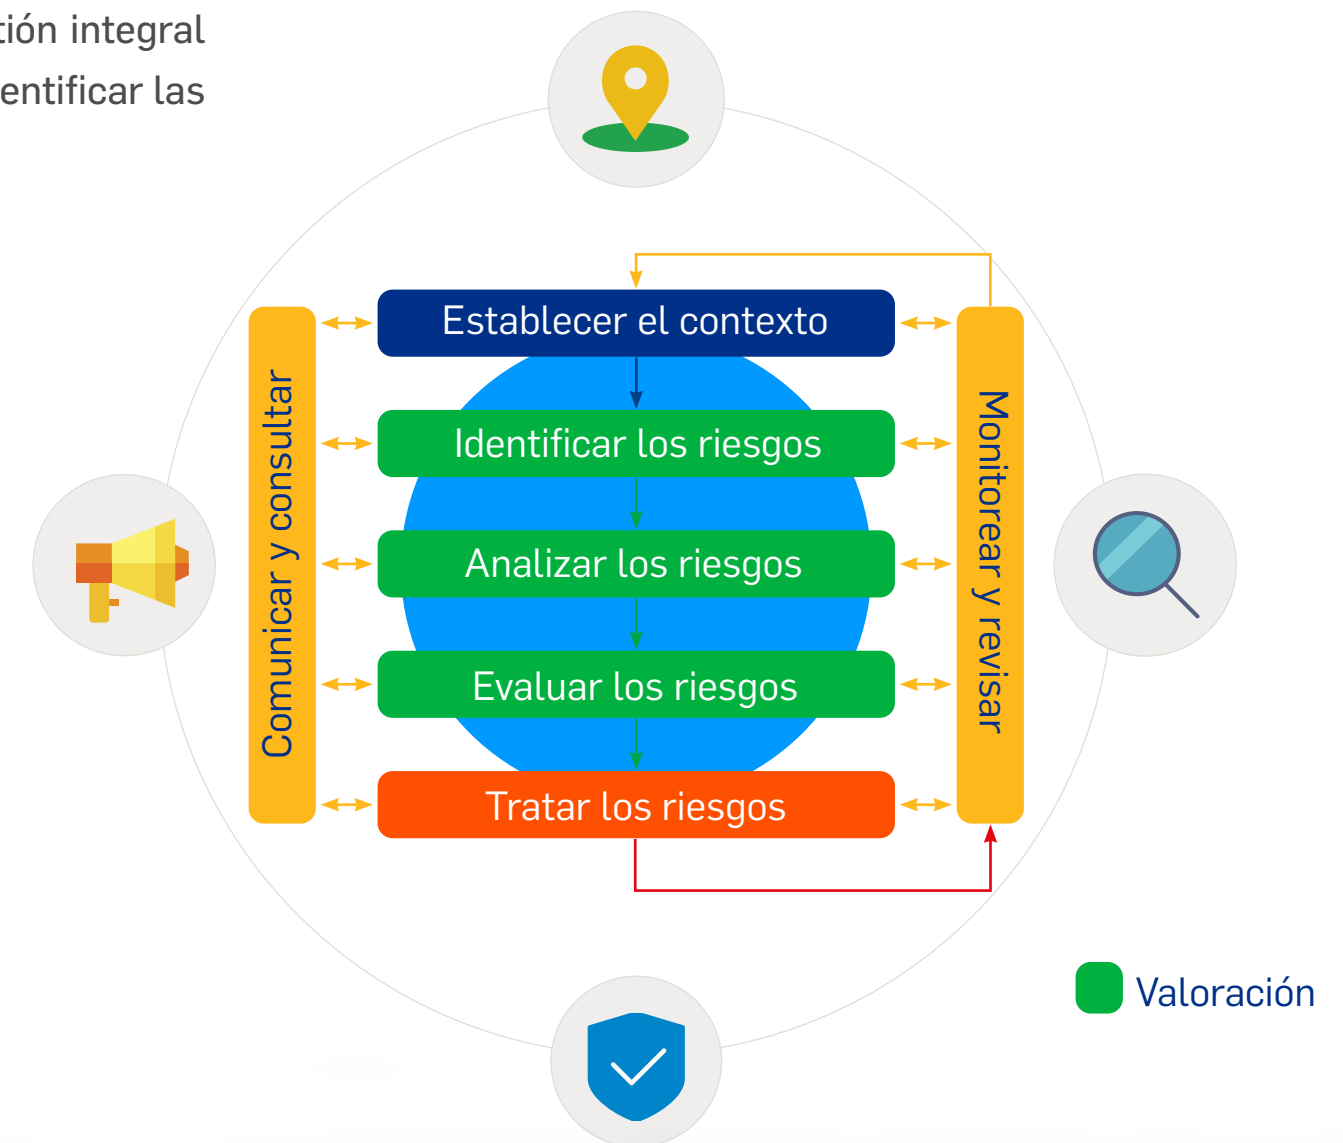 tión integral
entificar las
Establecer el contexto
Comunicar y consultar
Identificar los riesgos
Monitorear y revisar
Analizar los riesgos
Evaluar los riesgos
Tratar los riesgos
Valoración